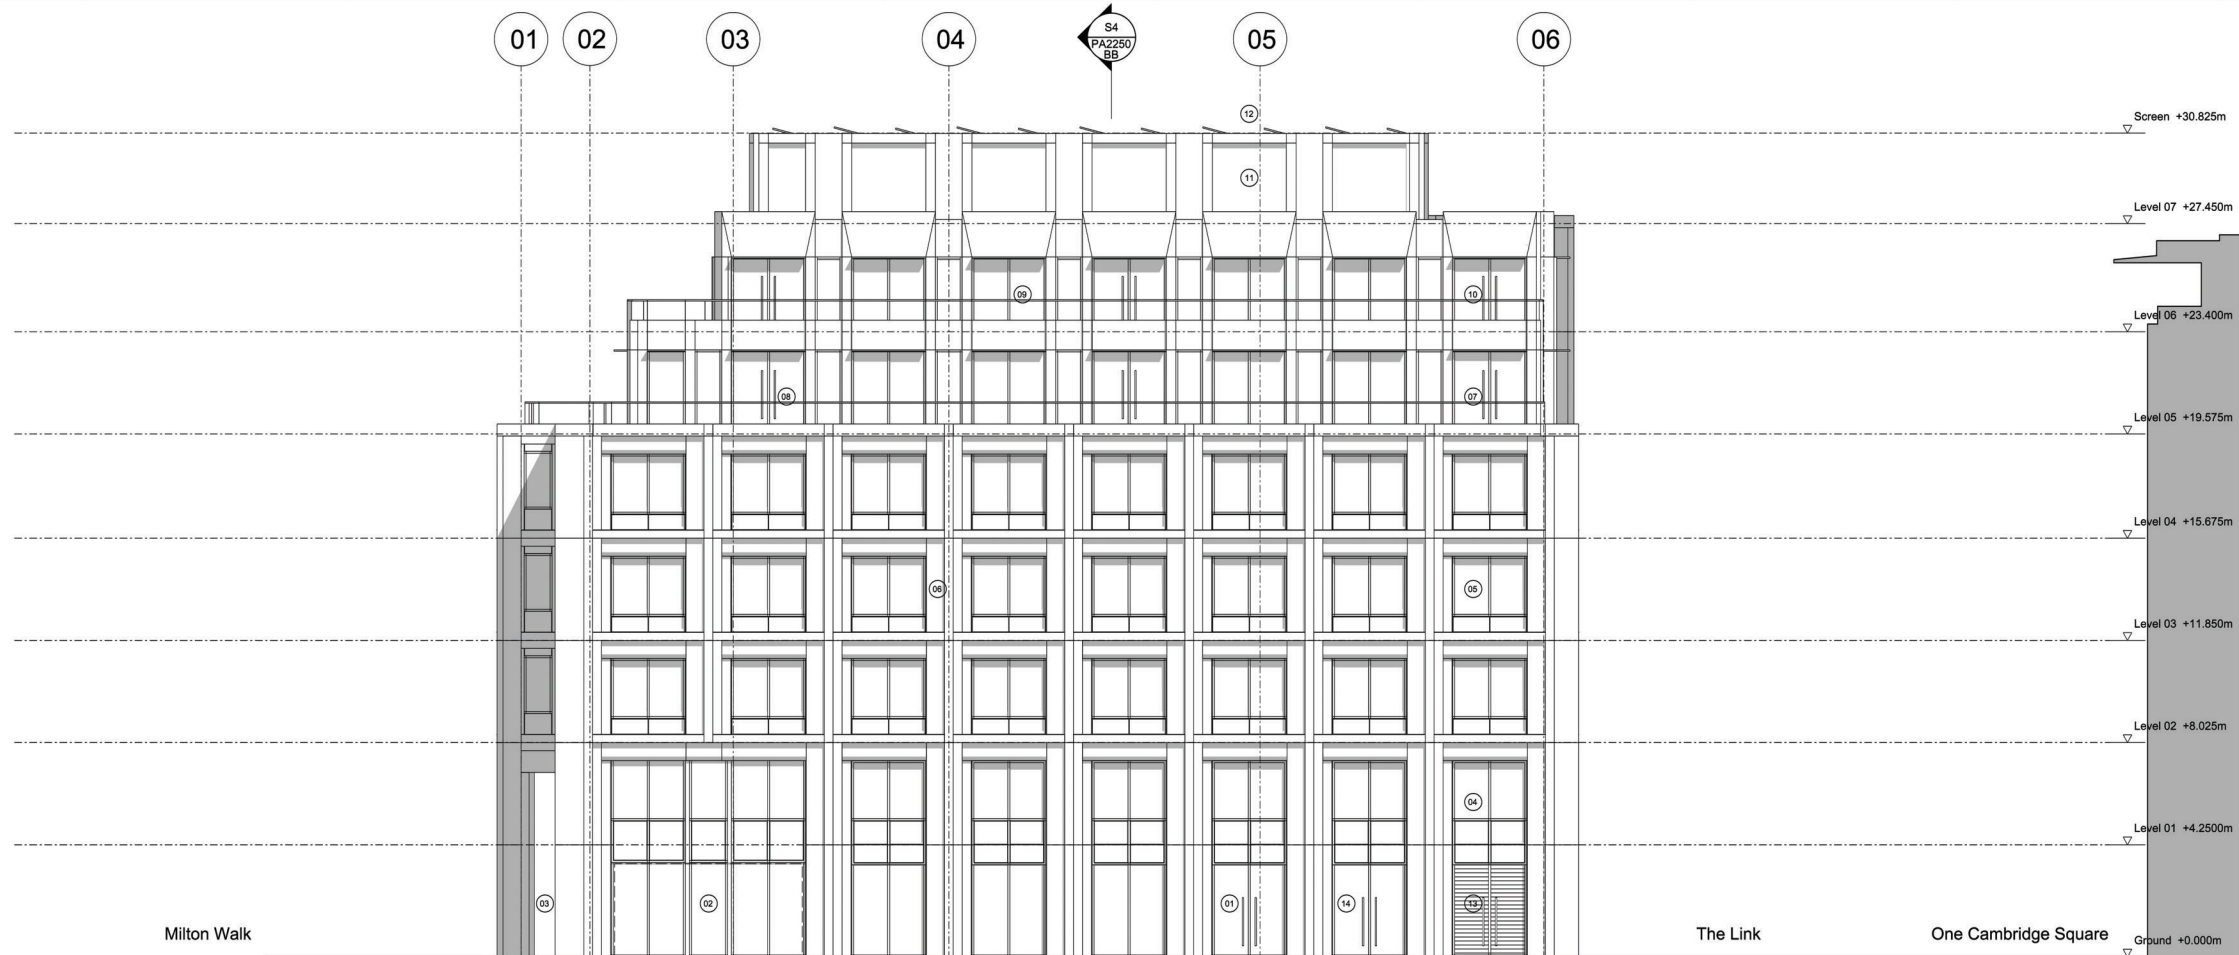 01
02
03
04
S4
PA2250
BB
05
06
12
Screen +30.825m
11
Level 07 +27.450m
09
10
Level 06 +23.400m
08
07
Level 05 +19.575m
Level 04 +15.675m
06
05
Level 03 +11.850m
Level 02 +8.025m
04
Level 01 +4.2500m
03
02
01
14
13
Milton Walk
The Link
One Cambridge Square
Ground +0.000m